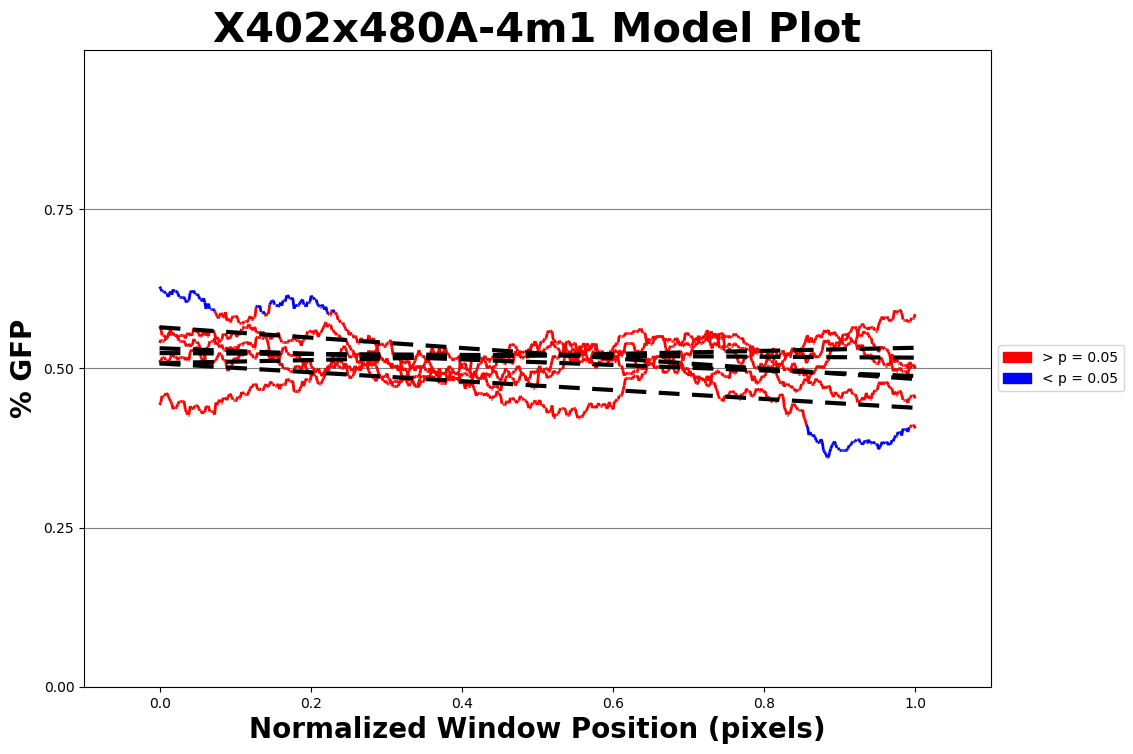 X402x480A-4m1 Model Plot
% GFP
0.75
0.50
0.25
0.00
0.0 0.2 0.4 0.6 0.8 1.0
Normalized Window Position (pixels)
> p = 0.05
< p = 0.05